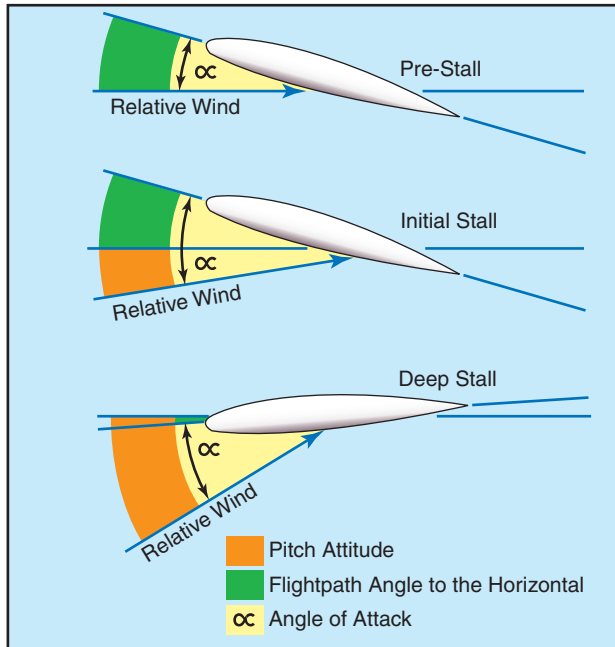 Pre-Stall
∝
Relative Wind
Initial Stall
∝
Relative Wind
Deep Stall
∝
Relative Wind
Pitch Attitude
Flightpath Angle to the Horizontal
∝ Angle of Attack